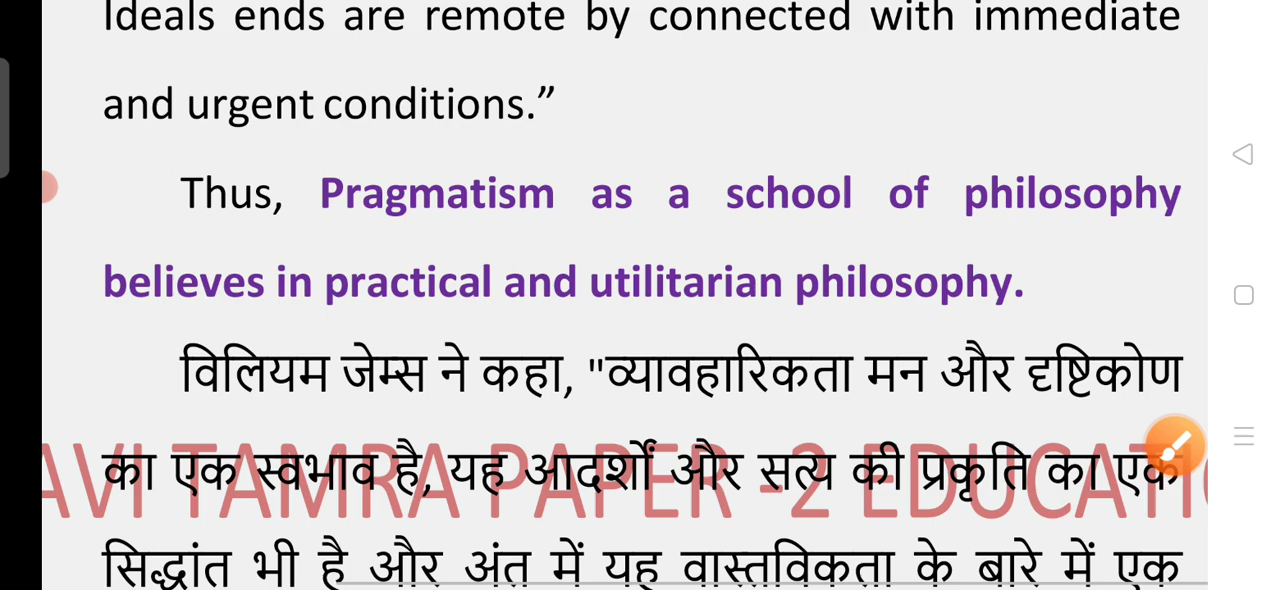 Ideals ends are remote by connected with immediate
and urgent conditions.”
Thus, Pragmatism as a school of philosophy
believes in practical and utilitarian philosophy.
विलियम जेम्स ने कहा, "व्यावहारिकता मन और दृष्टिकोण
का एक स्वभाव है, यह आदर्शों और सत्य की प्रकृति का एक
AVI TAMRA PAPER -2 EDUCATIO
सिद्धांत भी है और अंत में यह वास्तविकता के बारे में एक